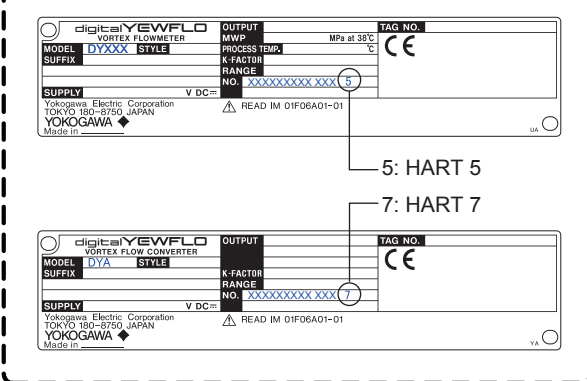 digitalYEWFLO OUTPUT TAG NO.
VORTEX FLOWMETER MWP MPa at 38℃
MODEL DYXXX STYLE PROCESS TEMP. ℃ CE
SUFFIX K-FACTOR
RANGE
NO. XXXXXXXXX XXX 5
SUPPLY V DC⎓
Yokogawa Electric Corporation ⚠ READ IM 01F06A01-01
TOKYO 180-8750 JAPAN
YOKOGAWA ◆
Made in ________ UA
5: HART 5
7: HART 7
digitalYEWFLO OUTPUT TAG NO.
VORTEX FLOW CONVERTER
MODEL DYA STYLE CE
SUFFIX K-FACTOR
RANGE
NO. XXXXXXXXX XXX 7
SUPPLY V DC⎓
Yokogawa Electric Corporation ⚠ READ IM 01F06A01-01
TOKYO 180-8750 JAPAN
YOKOGAWA ◆
Made in ________ YA